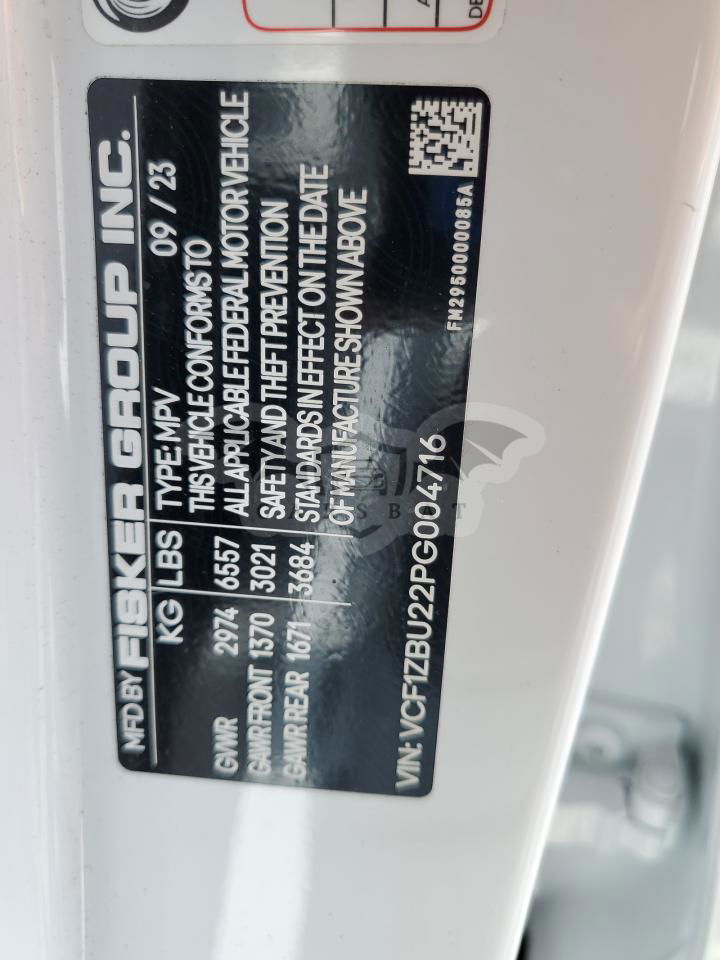 MFD BY FISKER GROUP INC.
KG LBS TYPE: MPV 09 / 23
GVWR 2974 6557 THIS VEHICLE CONFORMS TO
ALL APPLICABLE FEDERAL MOTOR VEHICLE
GAWR FRONT 1370 3021 SAFETY AND THEFT PREVENTION
GAWR REAR 1671 3684 STANDARDS IN EFFECT ON THE DATE
OF MANUFACTURE SHOWN ABOVE
VIN: VCF1ZBU22PG004716
FM2950000085A